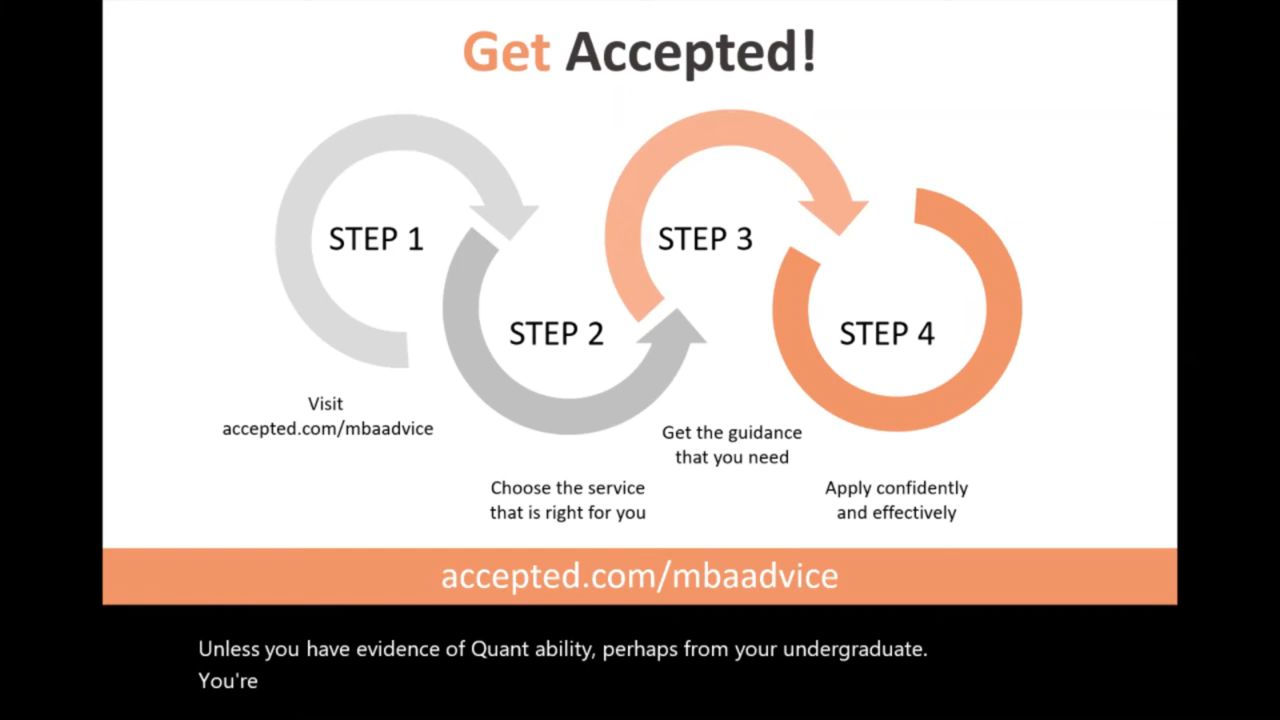 Get Accepted!
STEP 1
STEP 3
STEP 2
STEP 4
Visit
accepted.com/mbaadvice
Get the guidance
that you need
Choose the service
that is right for you
Apply confidently
and effectively
accepted.com/mbaadvice
Unless you have evidence of Quant ability, perhaps from your undergraduate.
You're